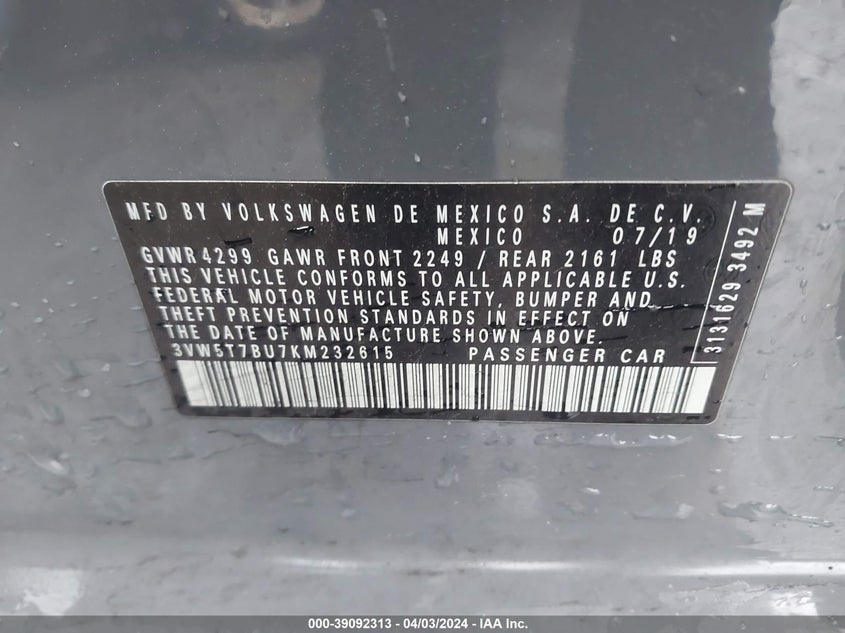 MFD BY VOLKSWAGEN DE MEXICO S.A. DE C.V.
MEXICO 07/19
GVWR 4299 GAWR FRONT 2249 / REAR 2161 LBS
THIS VEHICLE CONFORMS TO ALL APPLICABLE U.S.
FEDERAL MOTOR VEHICLE SAFETY, BUMPER AND
THEFT PREVENTION STANDARDS IN EFFECT ON
THE DATE OF MANUFACTURE SHOWN ABOVE.
3VW5T7BU7KM232615 PASSENGER CAR
3131629 3492 M
000-39092313 - 04/03/2024 - IAA Inc.